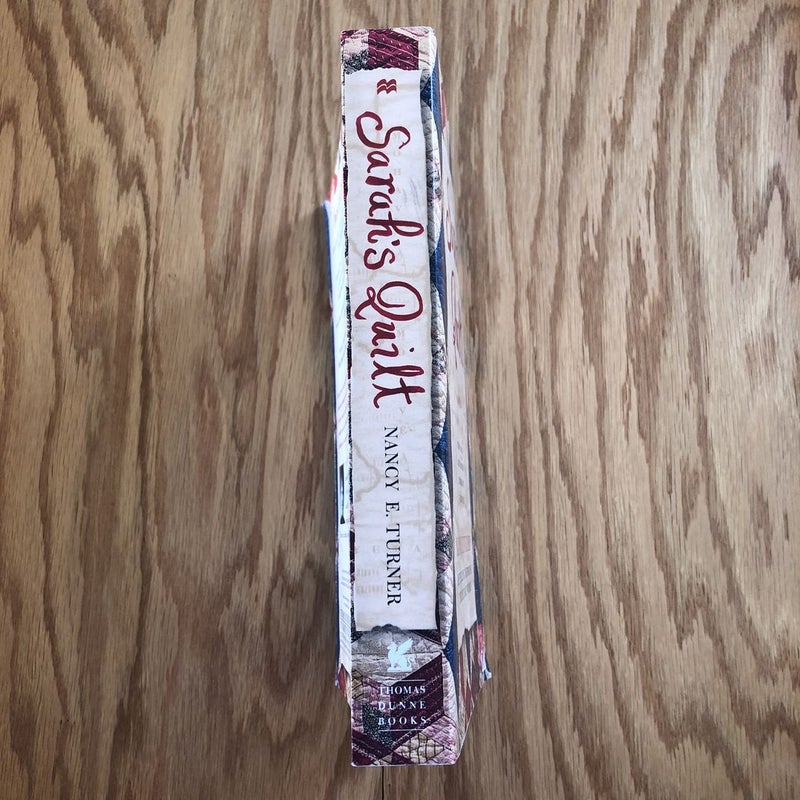 Sarah's Quilt
NANCY E. TURNER
THOMAS
DUNNE
BOOKS